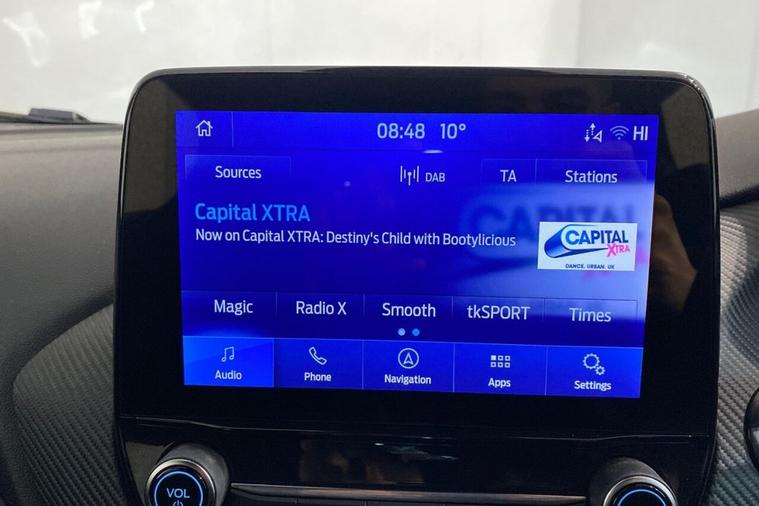 08:48 10° HI
Sources DAB TA Stations
Capital XTRA
Now on Capital XTRA: Destiny's Child with Bootylicious
CAPITAL
XTRA
DANCE. URBAN. UK
Magic Radio X Smooth tkSPORT Times
Audio Phone Navigation Apps Settings
VOL